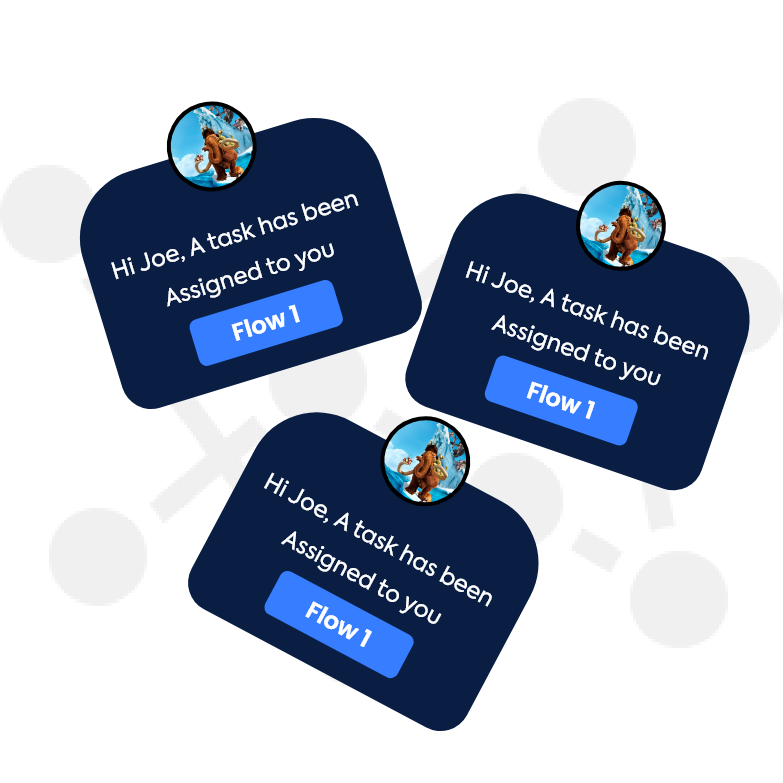 Hi Joe, A task has been
Assigned to you
Flow 1
Hi Joe, A task has been
Assigned to you
Flow 1
Hi Joe, A task has been
Assigned to you
Flow 1